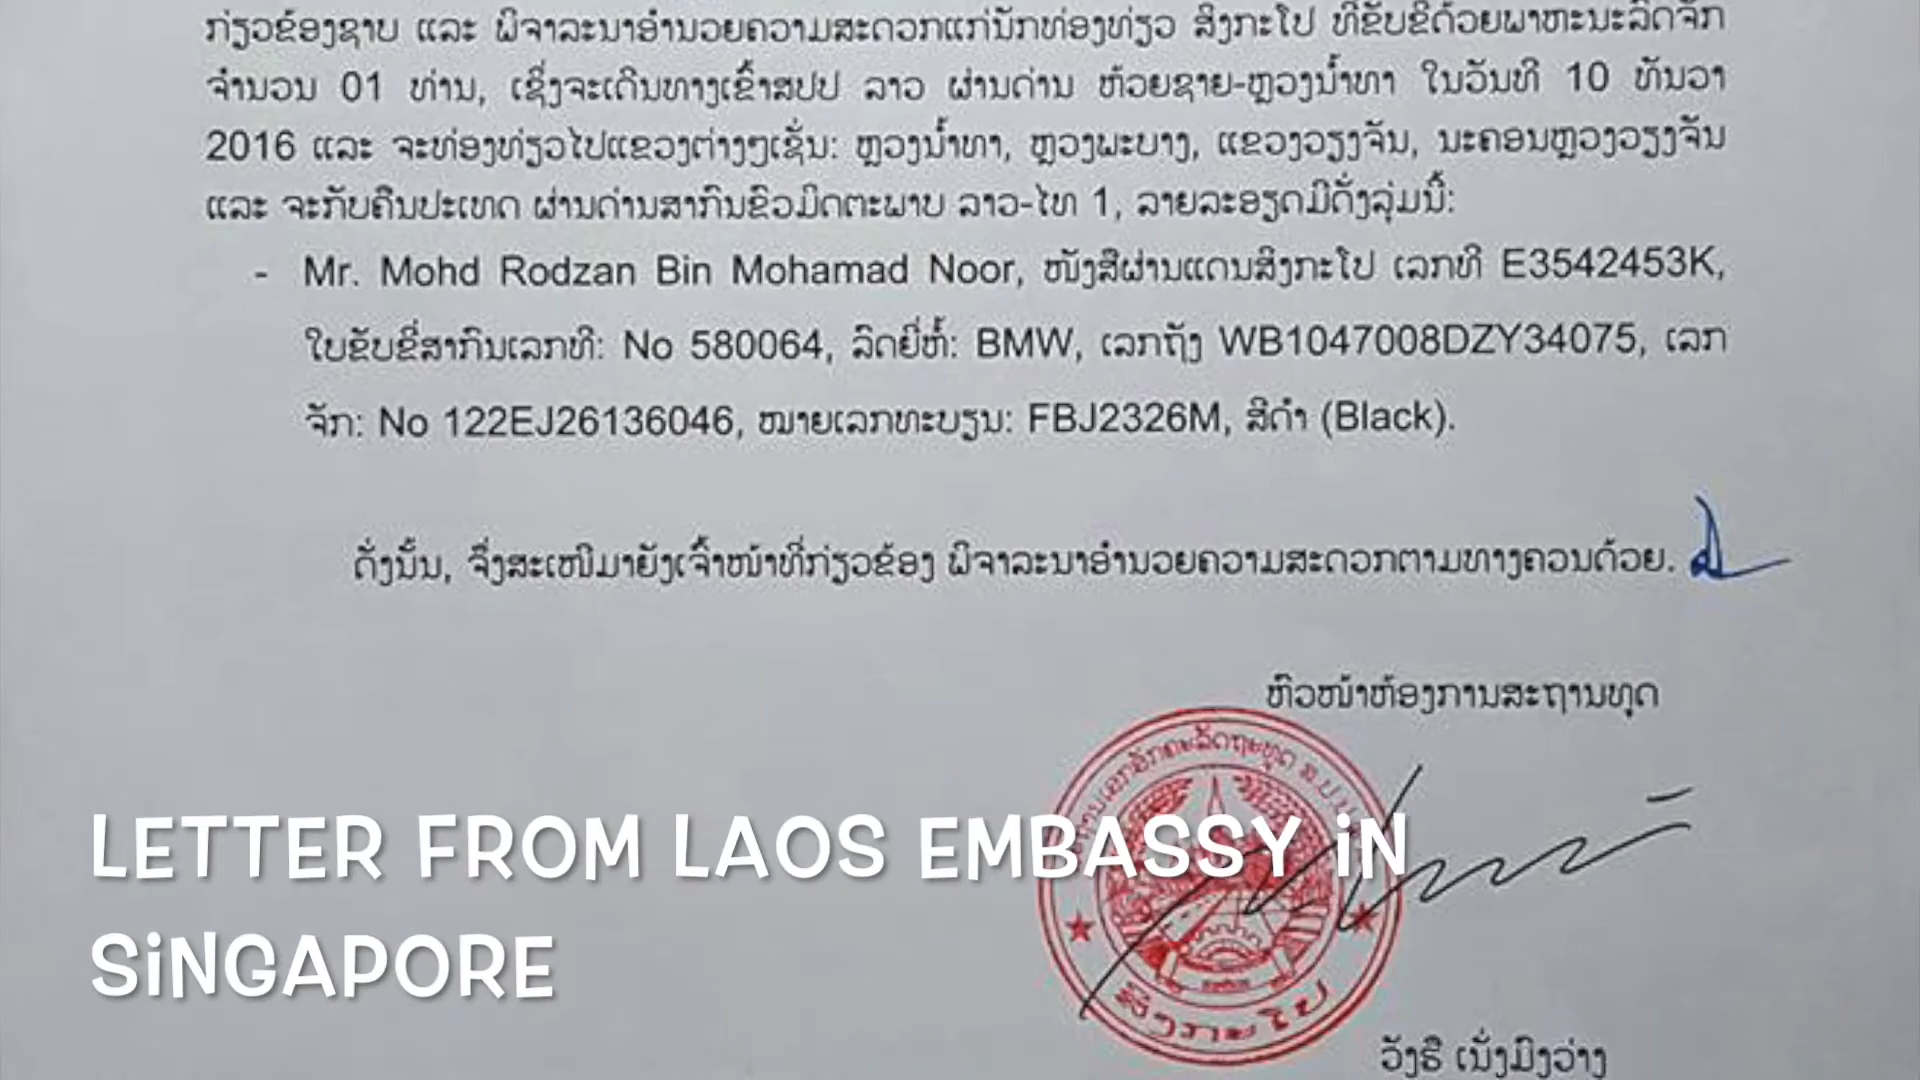 ກ່ຽວຂ້ອງຊາບ ແລະ ພິຈາລະນາອຳນວຍຄວາມສະດວກແກ່ນັກທ່ອງທ່ຽວ ສິງກະໂປ ທີ່ຂັບຂີ່ດ້ວຍພາຫະນະລົດຈັກ
ຈຳນວນ 01 ທ່ານ, ເຊິ່ງຈະເດີນທາງເຂົ້າສປປ ລາວ ຜ່ານດ່ານ ຫ້ວຍຊາຍ-ຫຼວງນ້ຳທາ ໃນວັນທີ 10 ທັນວາ
2016 ແລະ ຈະທ່ອງທ່ຽວໄປແຂວງຕ່າງໆເຊັ່ນ: ຫຼວງນ້ຳທາ, ຫຼວງພະບາງ, ແຂວງວຽງຈັນ, ນະຄອນຫຼວງວຽງຈັນ
ແລະ ຈະກັບຄືນປະເທດ ຜ່ານດ່ານສາກົນຂົວມິດຕະພາບ ລາວ-ໄທ 1, ລາຍລະອຽດມີດັ່ງລຸ່ມນີ້:
- Mr. Mohd Rodzan Bin Mohamad Noor, ໜັງສືຜ່ານແດນສິງກະໂປ ເລກທີ E3542453K,
ໃບຂັບຂີ່ສາກົນເລກທີ: No 580064, ລົດຍີ່ຫໍ້: BMW, ເລກຖັງ WB1047008DZY34075, ເລກ
ຈັກ: No 122EJ26136046, ໝາຍເລກທະບຽນ: FBJ2326M, ສີດຳ (Black).
ດັ່ງນັ້ນ, ຈຶ່ງສະເໜີມາຍັງເຈົ້າໜ້າທີ່ກ່ຽວຂ້ອງ ພິຈາລະນາອຳນວຍຄວາມສະດວກຕາມທາງຄວນດ້ວຍ.
ຫົວໜ້າຫ້ອງການສະຖານທູດ
LETTER FROM LAOS EMBASSY iN
SiNGAPORE
ສິງກະໂປ
ວັງຣີ ເນັ່ງມົງວ່າງ